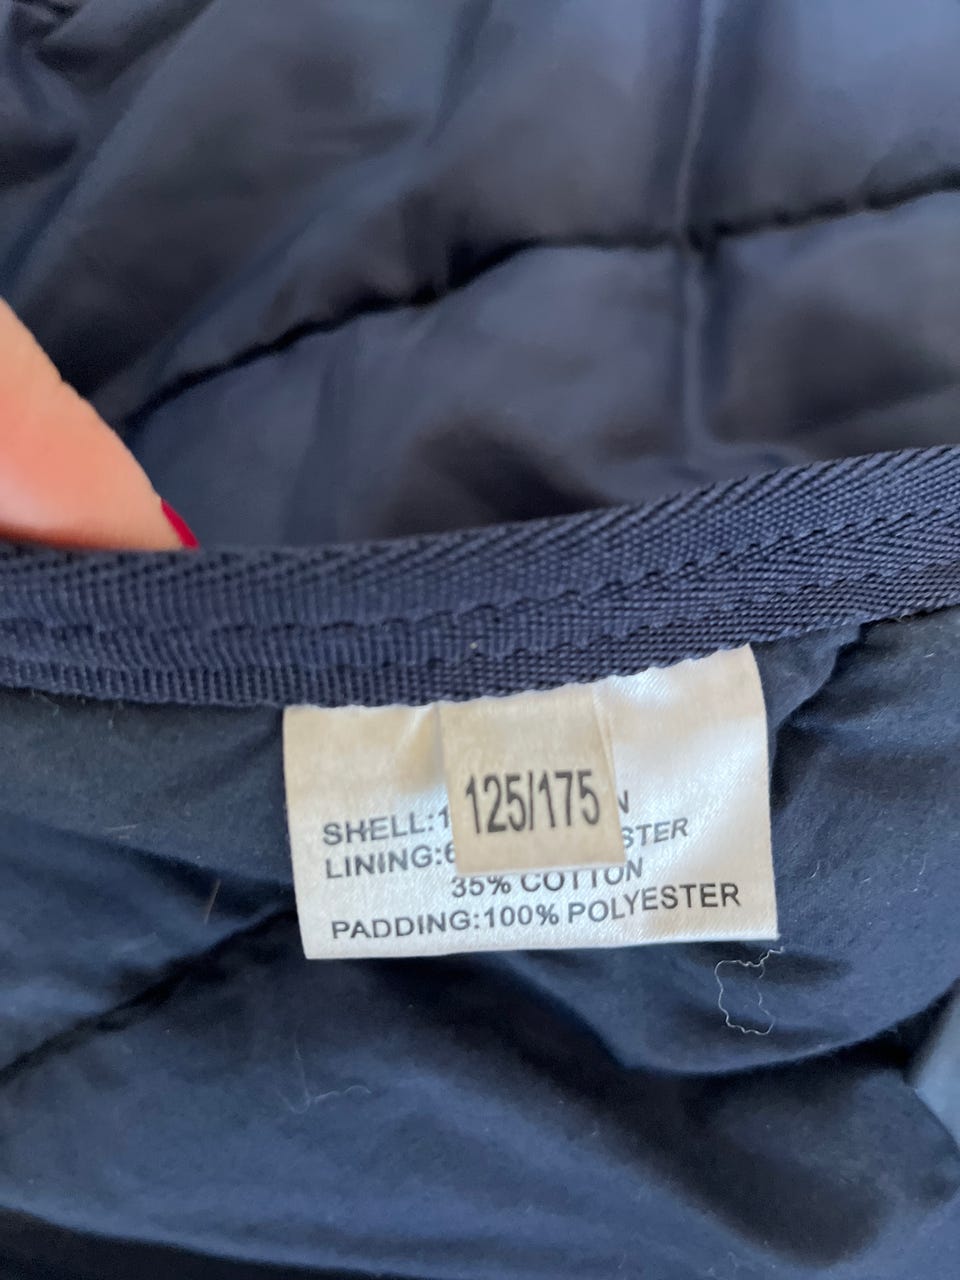 125/175
SHELL:1 N
LINING:6 STER
35% COTTON
PADDING:100% POLYESTER